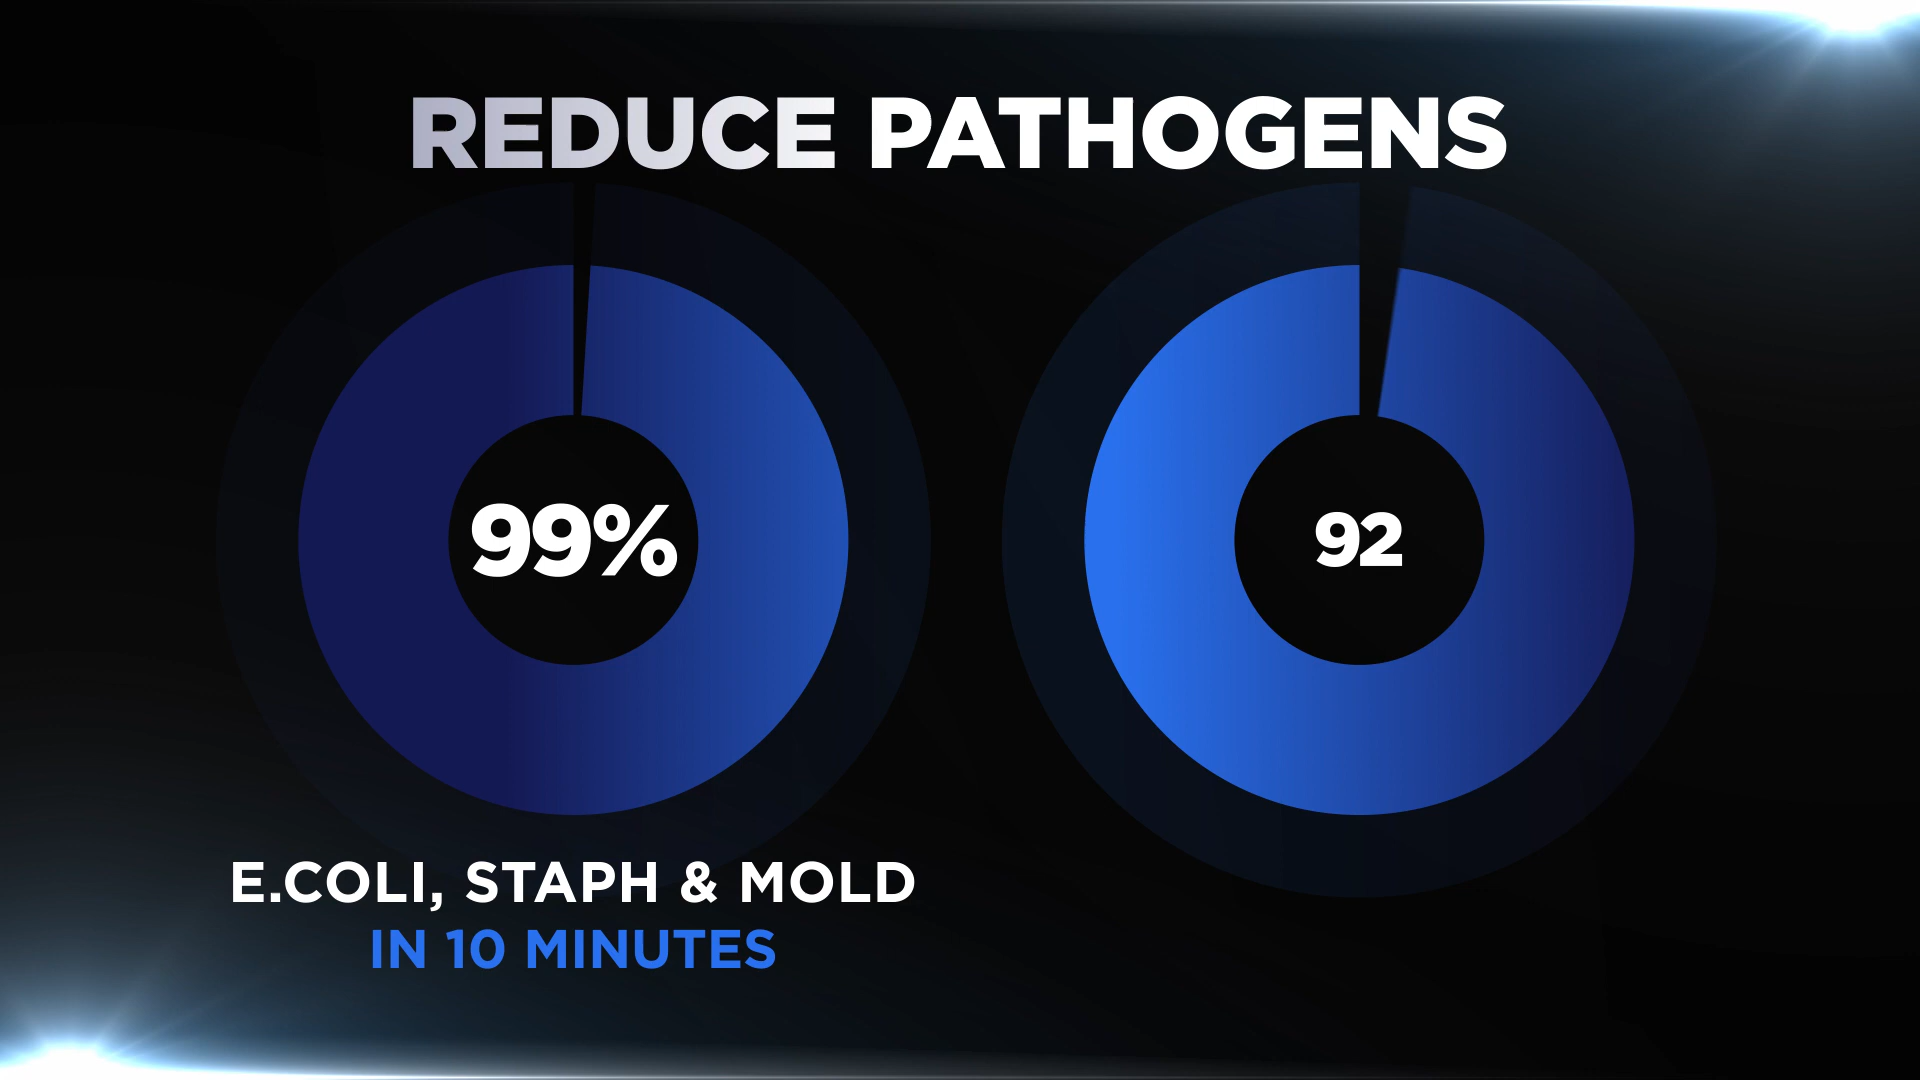 REDUCE PATHOGENS
99%
92
E.COLI, STAPH & MOLD
IN 10 MINUTES